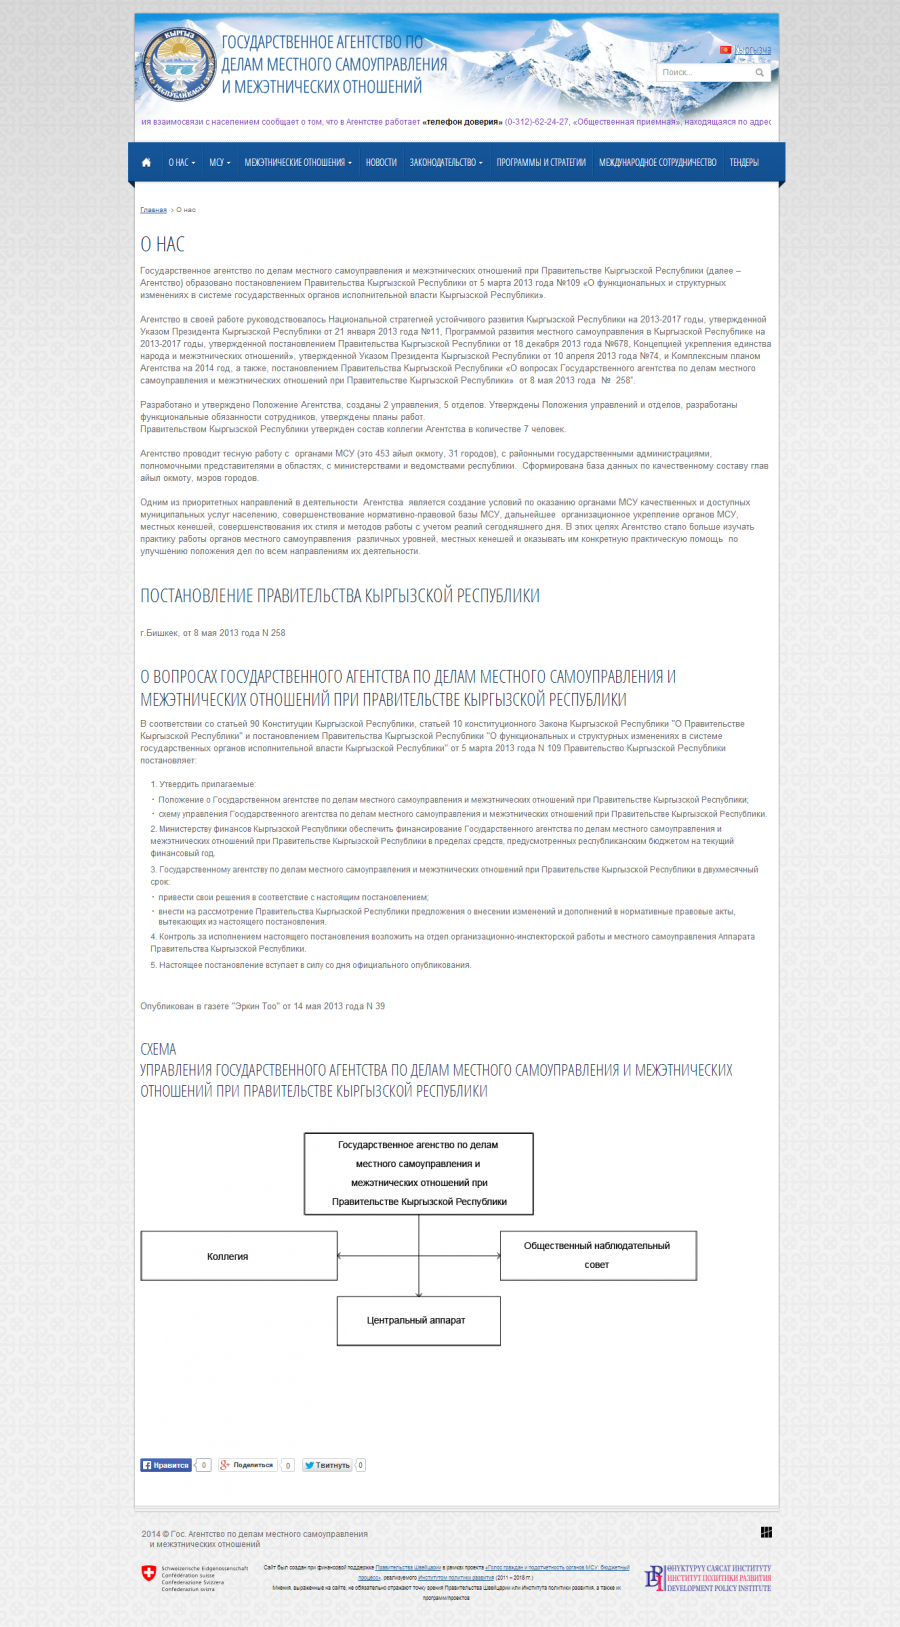 ГОСУДАРСТВЕННОЕ АГЕНТСТВО ПО
ДЕЛАМ МЕСТНОГО САМОУПРАВЛЕНИЯ
И МЕЖЭТНИЧЕСКИХ ОТНОШЕНИЙ
Кыргызча
Поиск...
ия взаимосвязи с населением сообщает о том, что в Агентстве работает «телефон доверия» (0-312)-62-24-27, «Общественная приемная», находящаяся по адрес
О НАС
МСУ
МЕЖЭТНИЧЕСКИЕ ОТНОШЕНИЯ
НОВОСТИ
ЗАКОНОДАТЕЛЬСТВО
ПРОГРАММЫ И СТРАТЕГИИ
МЕЖДУНАРОДНОЕ СОТРУДНИЧЕСТВО
ТЕНДЕРЫ
Главная > О нас
О НАС
Государственное агентство по делам местного самоуправления и межэтнических отношений при Правительстве Кыргызской Республики (далее –
Агентство) образовано постановлением Правительства Кыргызской Республики от 5 марта 2013 года №109 «О функциональных и структурных
изменениях в системе государственных органов исполнительной власти Кыргызской Республики».
Агентство в своей работе руководствовалось Национальной стратегией устойчивого развития Кыргызской Республики на 2013-2017 годы, утвержденной
Указом Президента Кыргызской Республики от 21 января 2013 года №11, Программой развития местного самоуправления в Кыргызской Республике на
2013-2017 годы, утвержденной постановлением Правительства Кыргызской Республики от 18 декабря 2013 года №678, Концепцией укрепления единства
народа и межэтнических отношений», утвержденной Указом Президента Кыргызской Республики от 10 апреля 2013 года №74, и Комплексным планом
Агентства на 2014 год, а также, постановлением Правительства Кыргызской Республики «О вопросах Государственного агентства по делам местного
самоуправления и межэтнических отношений при Правительстве Кыргызской Республики» от 8 мая 2013 года № 258".
Разработано и утверждено Положение Агентства, созданы 2 управления, 5 отделов. Утверждены Положения управлений и отделов, разработаны
функциональные обязанности сотрудников, утверждены планы работ.
Правительством Кыргызской Республики утвержден состав коллегии Агентства в количестве 7 человек.
Агентство проводит тесную работу с органами МСУ (это 453 айыл окмоту, 31 городов), с районными государственными администрациями,
полномочными представителями в областях, с министерствами и ведомствами республики. Сформирована база данных по качественному составу глав
айыл окмоту, мэров городов.
Одним из приоритетных направлений в деятельности Агентства является создание условий по оказанию органами МСУ качественных и доступных
муниципальных услуг населению, совершенствование нормативно-правовой базы МСУ, дальнейшее организационное укрепление органов МСУ,
местных кенешей, совершенствования их стиля и методов работы с учетом реалий сегодняшнего дня. В этих целях Агентство стало больше изучать
практику работы органов местного самоуправления различных уровней, местных кенешей и оказывать им конкретную практическую помощь по
улучшению положения дел по всем направлениям их деятельности.
ПОСТАНОВЛЕНИЕ ПРАВИТЕЛЬСТВА КЫРГЫЗСКОЙ РЕСПУБЛИКИ
г.Бишкек, от 8 мая 2013 года N 258
О ВОПРОСАХ ГОСУДАРСТВЕННОГО АГЕНТСТВА ПО ДЕЛАМ МЕСТНОГО САМОУПРАВЛЕНИЯ И
МЕЖЭТНИЧЕСКИХ ОТНОШЕНИЙ ПРИ ПРАВИТЕЛЬСТВЕ КЫРГЫЗСКОЙ РЕСПУБЛИКИ
В соответствии со статьей 90 Конституции Кыргызской Республики, статьей 10 конституционного Закона Кыргызской Республики "О Правительстве
Кыргызской Республики" и постановлением Правительства Кыргызской Республики "О функциональных и структурных изменениях в системе
государственных органов исполнительной власти Кыргызской Республики" от 5 марта 2013 года N 109 Правительство Кыргызской Республики
постановляет:
1. Утвердить прилагаемые:
· Положение о Государственном агентстве по делам местного самоуправления и межэтнических отношений при Правительстве Кыргызской Республики;
· схему управления Государственного агентства по делам местного самоуправления и межэтнических отношений при Правительстве Кыргызской Республики.
2. Министерству финансов Кыргызской Республики обеспечить финансирование Государственного агентства по делам местного самоуправления и
межэтнических отношений при Правительстве Кыргызской Республики в пределах средств, предусмотренных республиканским бюджетом на текущий
финансовый год.
3. Государственному агентству по делам местного самоуправления и межэтнических отношений при Правительстве Кыргызской Республики в двухмесячный
срок:
· привести свои решения в соответствие с настоящим постановлением;
· внести на рассмотрение Правительства Кыргызской Республики предложения о внесении изменений и дополнений в нормативные правовые акты,
вытекающих из настоящего постановления.
4. Контроль за исполнением настоящего постановления возложить на отдел организационно-инспекторской работы и местного самоуправления Аппарата
Правительства Кыргызской Республики.
5. Настоящее постановление вступает в силу со дня официального опубликования.
Опубликован в газете "Эркин Тоо" от 14 мая 2013 года N 39
СХЕМА
УПРАВЛЕНИЯ ГОСУДАРСТВЕННОГО АГЕНТСТВА ПО ДЕЛАМ МЕСТНОГО САМОУПРАВЛЕНИЯ И МЕЖЭТНИЧЕСКИХ
ОТНОШЕНИЙ ПРИ ПРАВИТЕЛЬСТВЕ КЫРГЫЗСКОЙ РЕСПУБЛИКИ
Государственное агенство по делам
местного самоуправления и
межэтнических отношений при
Правительстве Кыргызской Республики
Коллегия
Общественный наблюдательный
совет
Центральный аппарат
Нравится 0
Поделиться 0
Твитнуть 0
2014 © Гос. Агентство по делам местного самоуправления
и межэтнических отношений
Schweizerische Eidgenossenschaft
Confédération suisse
Confederazione Svizzera
Confederaziun svizra
Сайт был создан при финансовой поддержке Правительства Швейцарии в рамках проекта «Голос граждан и подотчетность органов МСУ: бюджетный
процесс», реализуемого Институтом политики развития (2011 – 2018 гг.)
Мнения, выраженные на сайте, не обязательно отражают точку зрения Правительства Швейцарии или Института политики развития, а также их
программ/проектов
ӨНҮКТҮРҮҮ САЯСАТ ИНСТИТУТУ
ИНСТИТУТ ПОЛИТИКИ РАЗВИТИЯ
DEVELOPMENT POLICY INSTITUTE